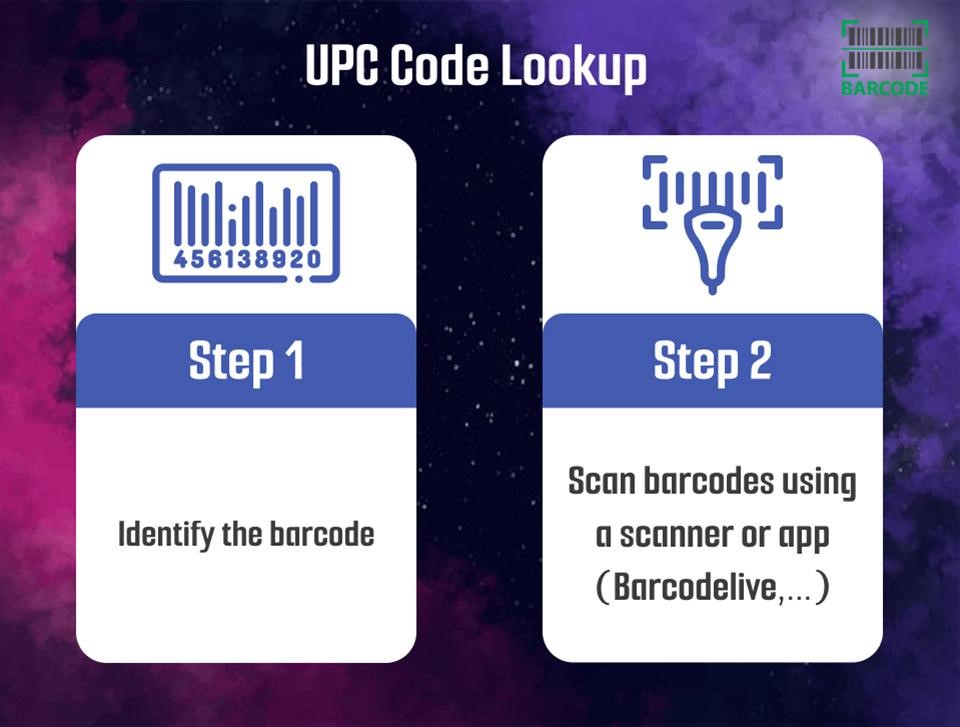 UPC Code Lookup
BARCODE
456138920
Step 1
Identify the barcode
Step 2
Scan barcodes using
a scanner or app
(Barcodelive,...)